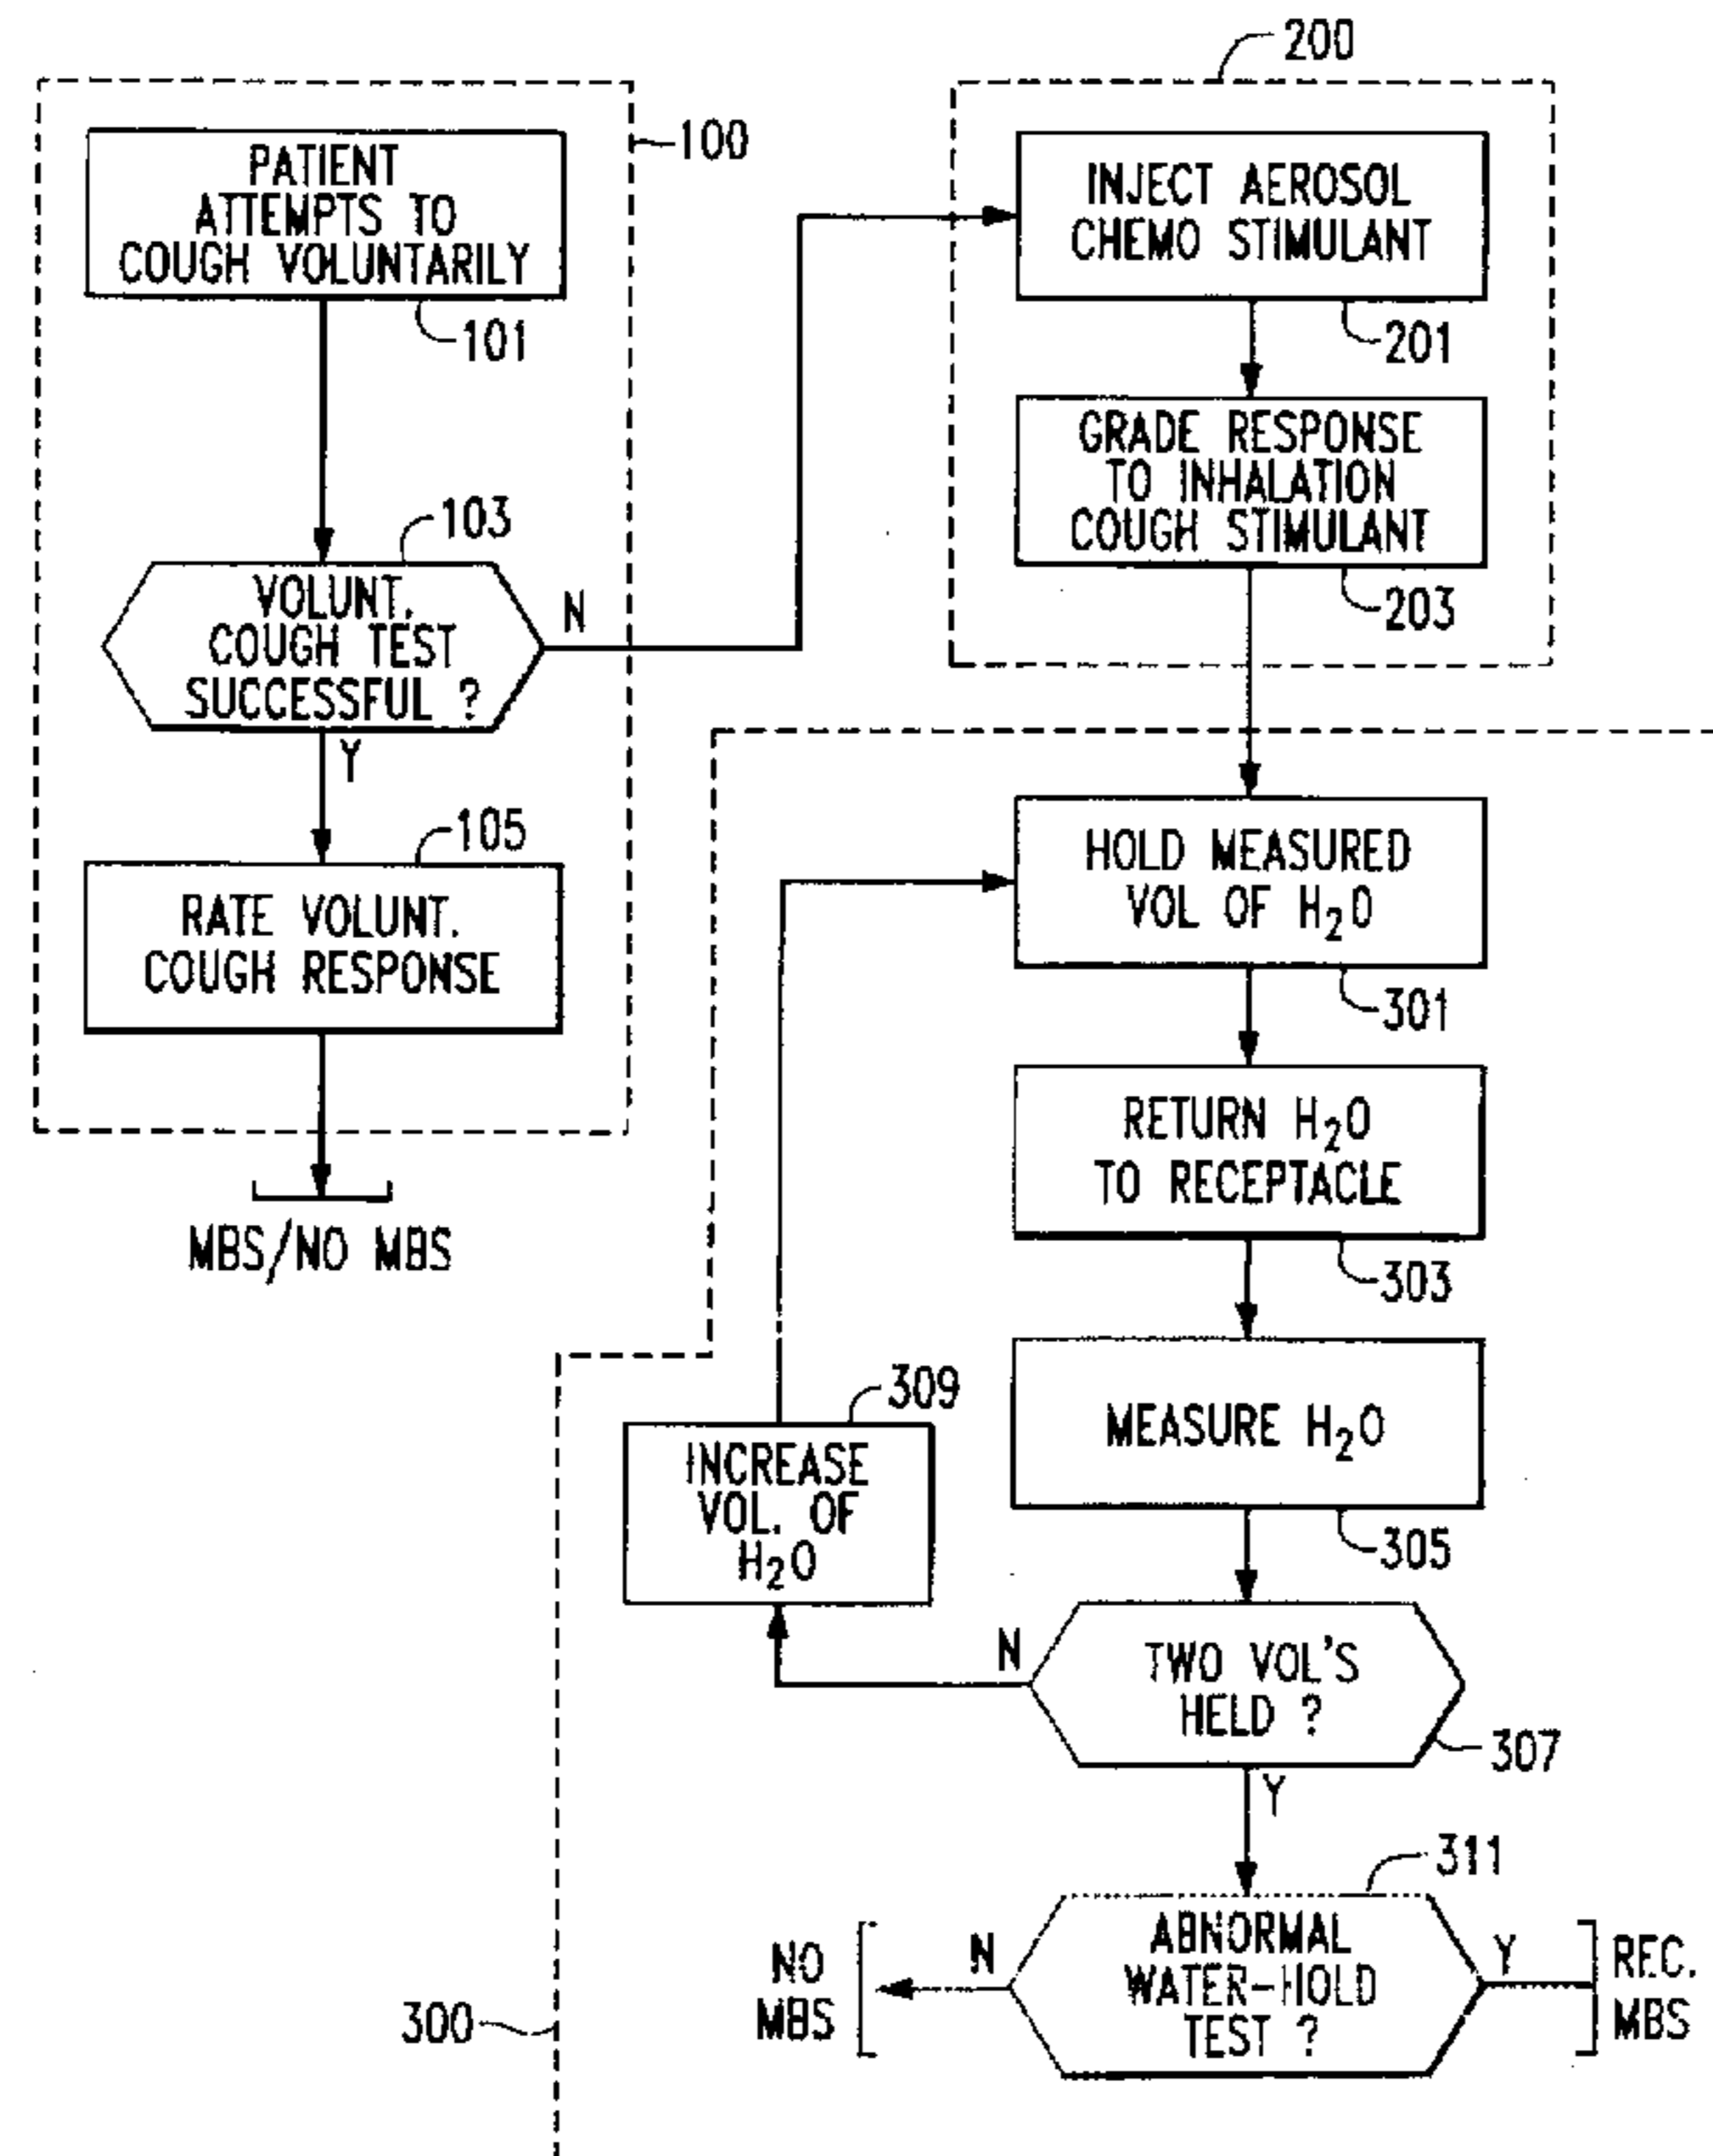 200
100
PATIENT
ATTEMPTS TO
COUGH VOLUNTARILY
101
VOLUNT.
COUGH TEST
SUCCESSFUL ?
103
N
Y
RATE VOLUNT.
COUGH RESPONSE
105
MBS/NO MBS
INJECT AEROSOL
CHEMO STIMULANT
201
GRADE RESPONSE
TO INHALATION
COUGH STIMULANT
203
HOLD MEASURED
VOL OF H₂O
301
RETURN H₂O
TO RECEPTACLE
303
MEASURE H₂O
305
309
INCREASE
VOL. OF
H₂O
N
TWO VOL'S
HELD ?
307
Y
311
ABNORMAL
WATER-HOLD
TEST ?
N
NO
MBS
Y
REC.
MBS
300